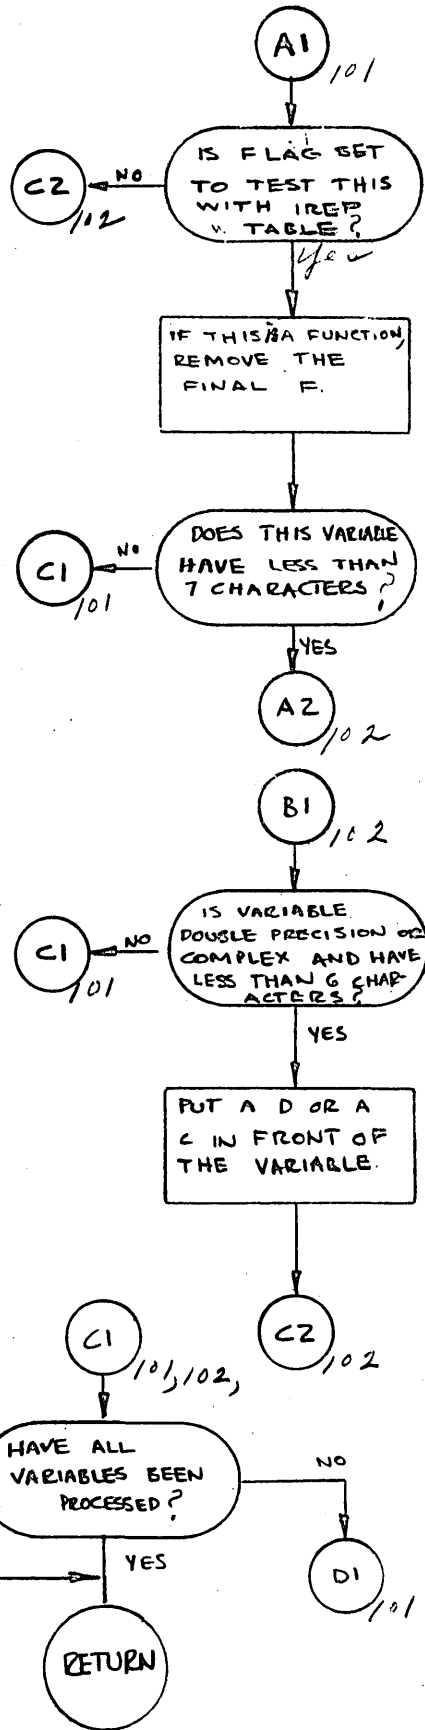 A1
101
IS FLAG SET
TO TEST THIS
WITH IREP
TABLE?
NO
C2
102
Yes
IF THIS IS A FUNCTION,
REMOVE THE
FINAL F.
DOES THIS VARIABLE
HAVE LESS THAN
7 CHARACTERS?
NO
C1
101
YES
A2
102
B1
102
IS VARIABLE
DOUBLE PRECISION OR
COMPLEX AND HAVE
LESS THAN 6 CHAR-
ACTERS?
NO
C1
101
YES
PUT A D OR A
C IN FRONT OF
THE VARIABLE.
C2
102
C1
101, 102,
HAVE ALL
VARIABLES BEEN
PROCESSED?
NO
D1
101
YES
RETURN